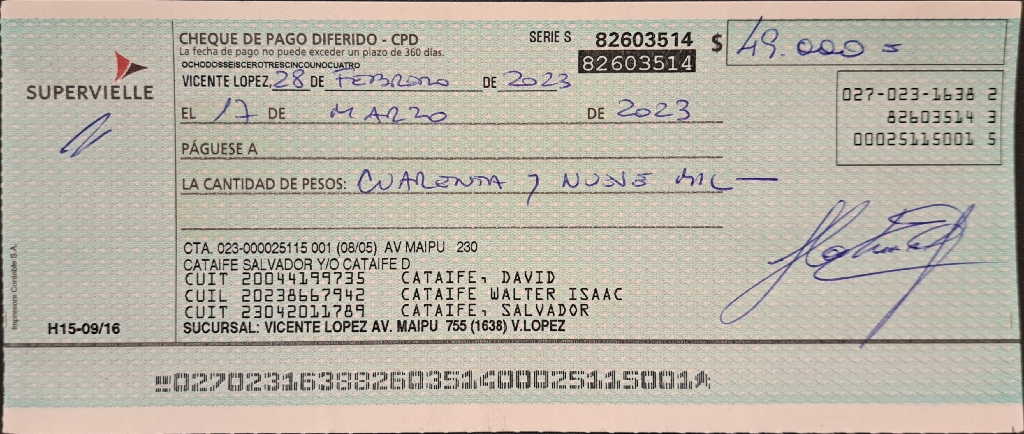 CHEQUE DE PAGO DIFERIDO - CPD
La fecha de pago no puede exceder un plazo de 360 días.
OCHODOSSEISCEROTRESCINCOUNOCUATRO
SERIE S 82603514 $ 49.000=
82603514
VICENTE LOPEZ, 28 DE FEBRERO DE 2023
SUPERVIELLE
EL 17 DE MARZO DE 2023
027-023-1638 2
82603514 3
00025115001 5
PÁGUESE A
LA CANTIDAD DE PESOS: CUARENTA Y NUEVE MIL —
CTA. 023-000025115 001 (08/05) AV MAIPU 230
CATAIFE SALVADOR Y/O CATAIFE D
CUIT 20044199735 CATAIFE, DAVID
CUIL 20238667942 CATAIFE WALTER ISAAC
CUIT 23042011789 CATAIFE, SALVADOR
SUCURSAL: VICENTE LOPEZ AV. MAIPU 755 (1638) V.LOPEZ
Impresora Contable S.A.
H15-09/16
02702316388260351400025115001